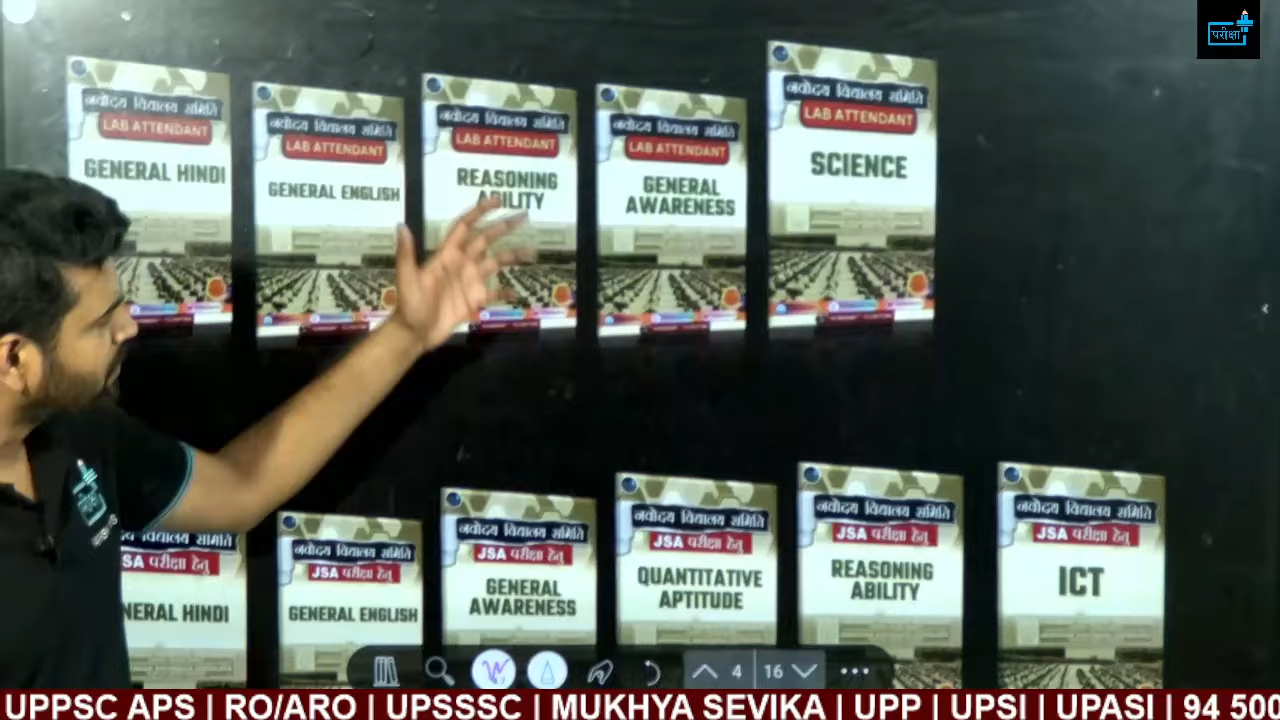 परीक्षा
नवोदय विद्यालय समिति
LAB ATTENDANT
GENERAL HINDI
नवोदय विद्यालय समिति
LAB ATTENDANT
GENERAL ENGLISH
नवोदय विद्यालय समिति
LAB ATTENDANT
REASONING
ABILITY
नवोदय विद्यालय समिति
LAB ATTENDANT
GENERAL
AWARENESS
नवोदय विद्यालय समिति
LAB ATTENDANT
SCIENCE
विद्यालय समिति
SA परीक्षा हेतु
NERAL HINDI
नवोदय विद्यालय समिति
JSA परीक्षा हेतु
GENERAL ENGLISH
नवोदय विद्यालय समिति
JSA परीक्षा हेतु
GENERAL
AWARENESS
नवोदय विद्यालय समिति
JSA परीक्षा हेतु
QUANTITATIVE
APTITUDE
नवोदय विद्यालय समिति
JSA परीक्षा हेतु
REASONING
ABILITY
नवोदय विद्यालय समिति
JSA परीक्षा हेतु
ICT
4 16
UPPSC APS | RO/ARO | UPSSSC | MUKHYA SEVIKA | UPP | UPSI | UPASI | 94 500